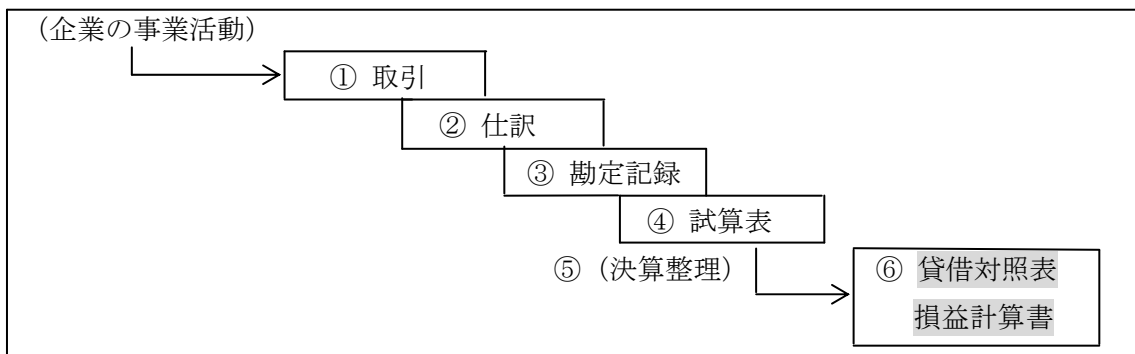 （企業の事業活動）
① 取引
② 仕訳
③ 勘定記録
④ 試算表
⑤（決算整理）
⑥ 貸借対照表
損益計算書